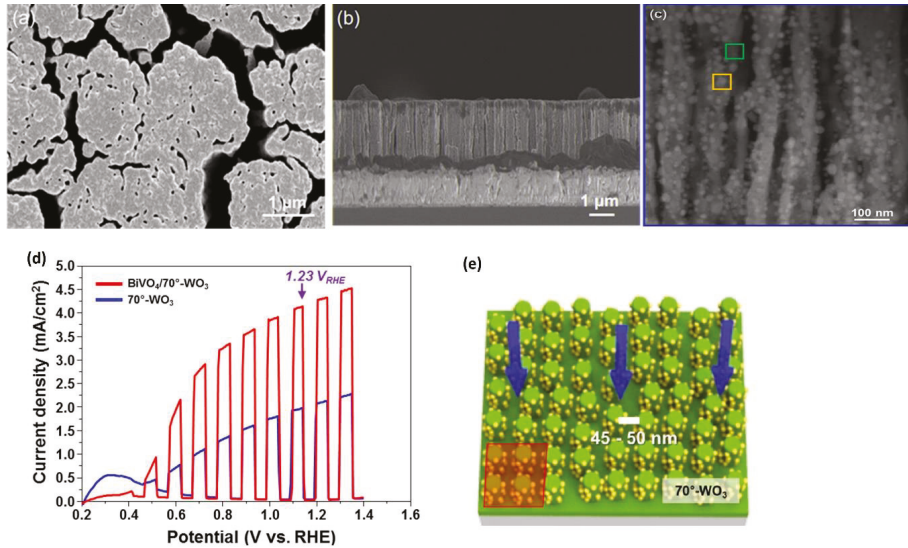 (a)
1 µm
(b)
1 µm
(c)
100 nm
(d)
5.0
4.5
4.0
3.5
3.0
2.5
2.0
1.5
1.0
0.5
0.0
Current density (mA/cm²)
BiVO₄/70°-WO₃
70°-WO₃
1.23 V_RHE
0.2 0.4 0.6 0.8 1.0 1.2 1.4 1.6
Potential (V vs. RHE)
(e)
45 - 50 nm
70°-WO₃